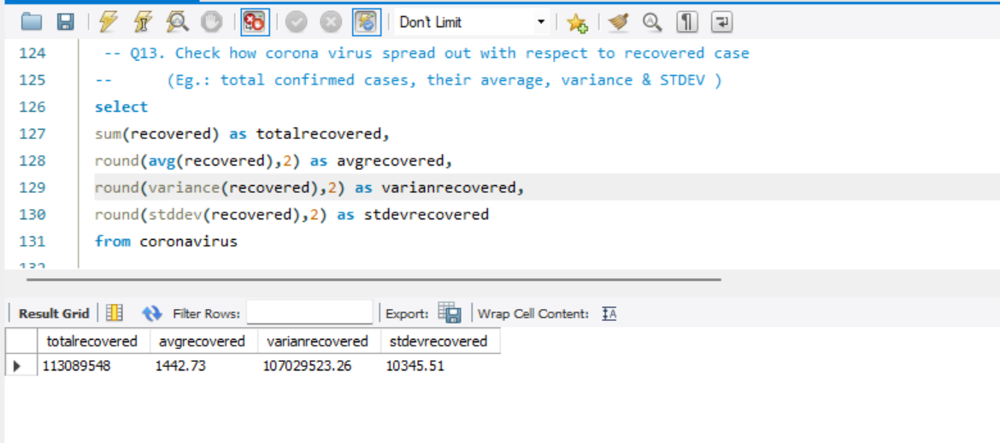 Don't Limit
124 -- Q13. Check how corona virus spread out with respect to recovered case
125 -- (Eg.: total confirmed cases, their average, variance & STDEV )
126 select
127 sum(recovered) as totalrecovered,
128 round(avg(recovered),2) as avgrecovered,
129 round(variance(recovered),2) as varianrecovered,
130 round(stddev(recovered),2) as stdevrecovered
131 from coronavirus
132
Result Grid Filter Rows: Export: Wrap Cell Content: IA
totalrecovered avgrecovered varianrecovered stdevrecovered
113089548 1442.73 107029523.26 10345.51